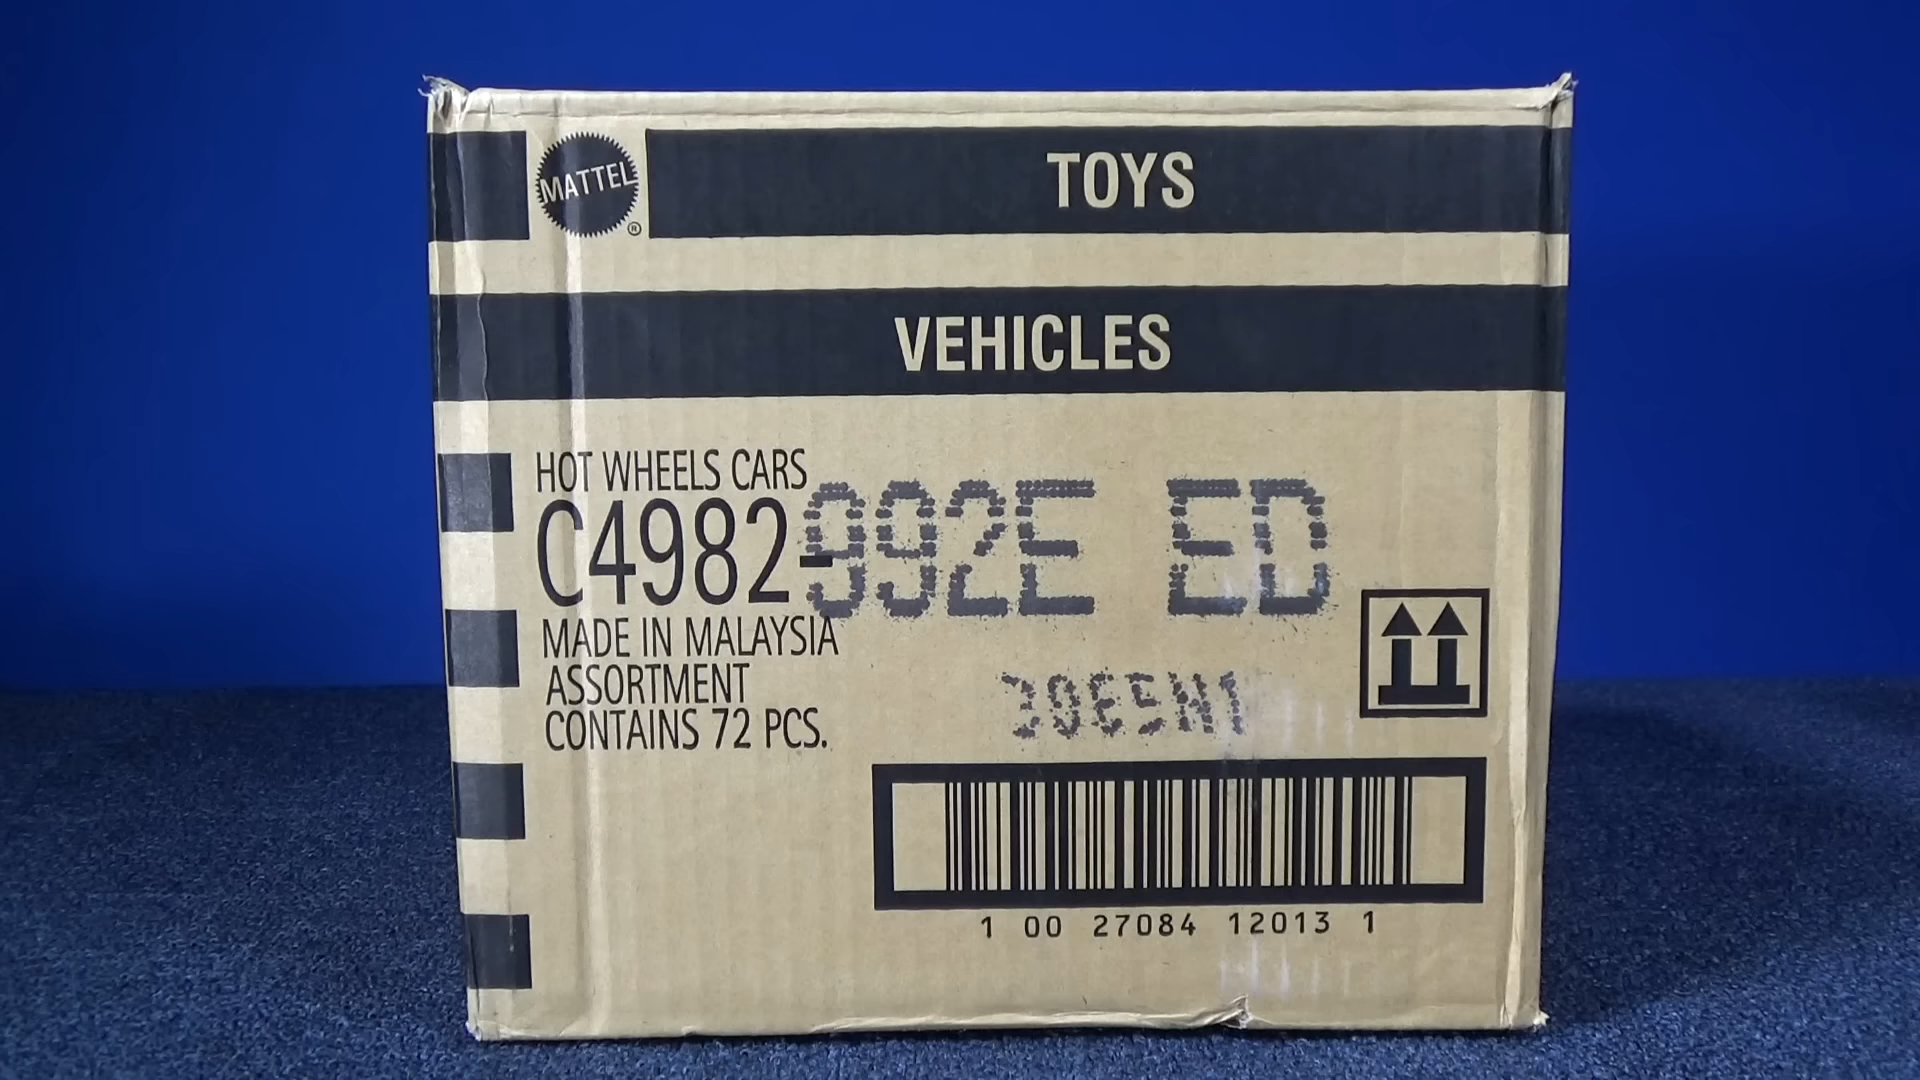 MATTEL
®
TOYS
VEHICLES
HOT WHEELS CARS
C4982-992E ED
MADE IN MALAYSIA
ASSORTMENT
CONTAINS 72 PCS.
3065N1
1 00 27084 12013 1